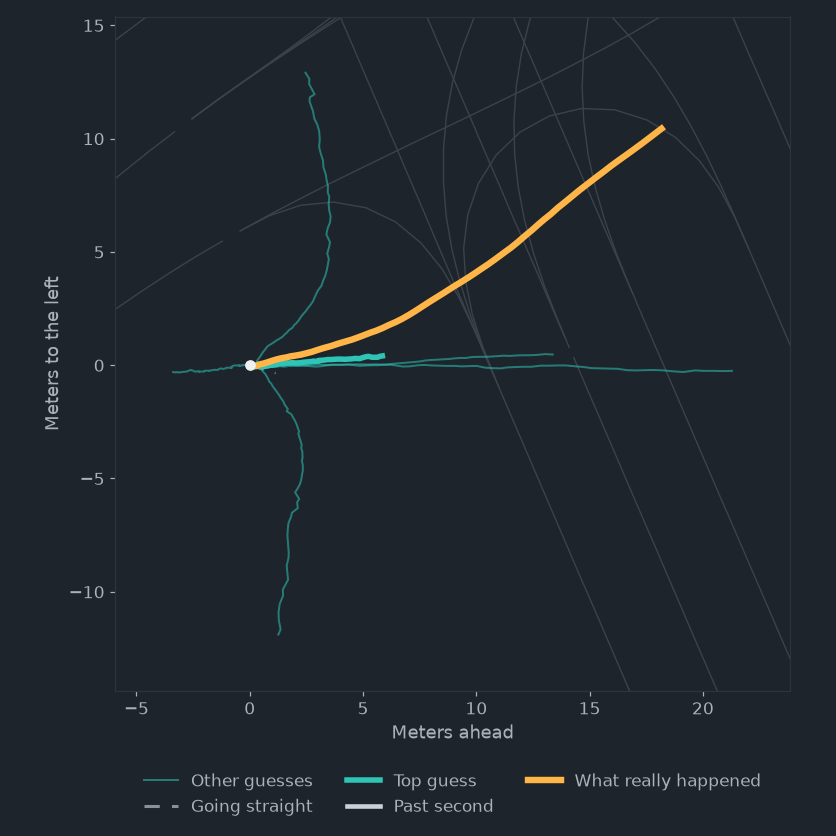 15
10
5
0
−5
−10
Meters to the left
−5 0 5 10 15 20
Meters ahead
Other guesses Top guess What really happened
Going straight Past second